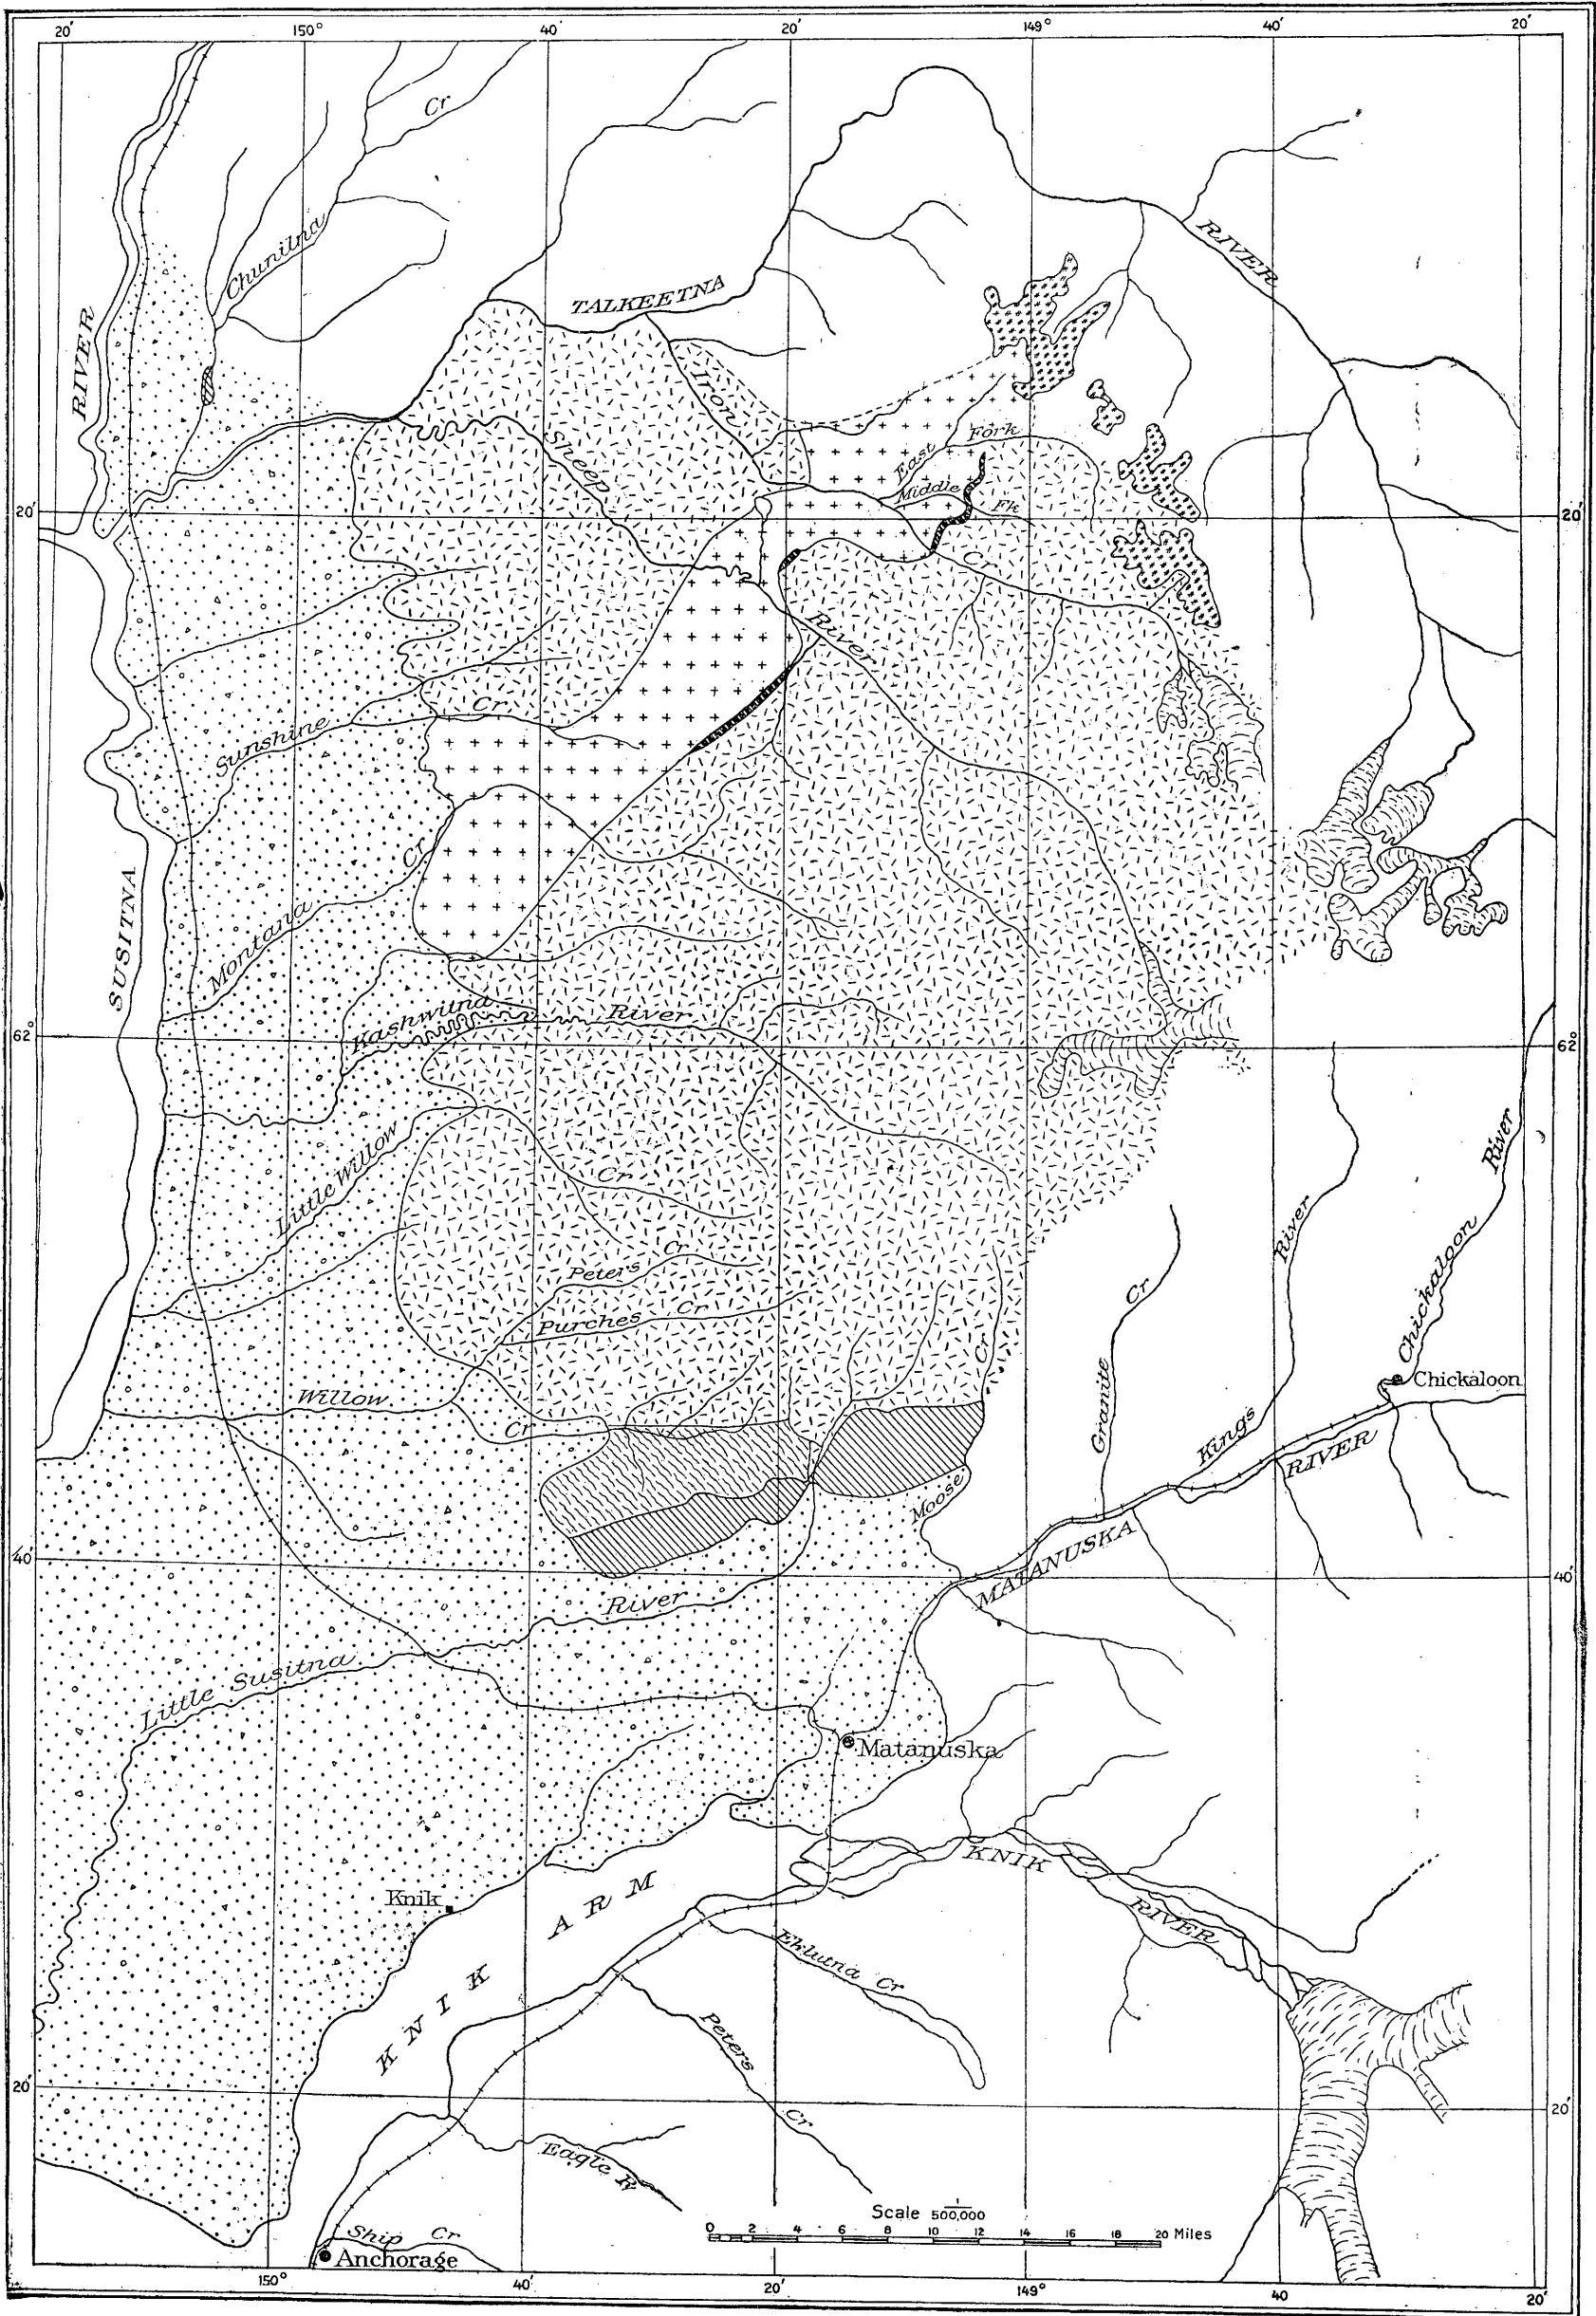 20′ 150° 40′ 20′ 149° 40′ 20′
Cr
Chunilna
RIVER
TALKEETNA
RIVER
Iron
Sheep
East Fork
Middle Fk
20′
20′
Cr
River
Cr
Sunshine
Cr
SUSITNA
Montana
Kashwitna River
62°
62°
Little Willow
Cr
River
River
Chickaloon
Cr
Peters
Cr
Purches
Cr
Cr
Granite
Chickaloon
Willow
Cr
Kings
RIVER
Moose
MATANUSKA
40′
40′
River
Little Susitna
Matanuska
KNIK
RIVER
Knik
KNIK ARM
Eklutna Cr
Peters
Cr
20′
20′
Eagle R
Scale 1/500,000
0 2 4 6 8 10 12 14 16 18 20 Miles
Ship Cr
Anchorage
150° 40′ 20′ 149° 40′ 20′